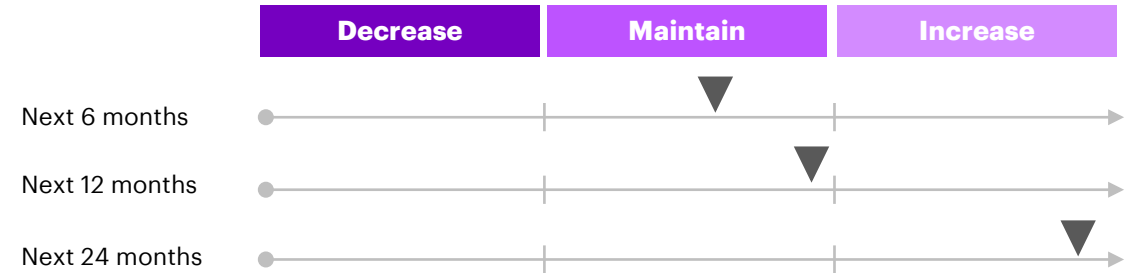 Decrease Maintain Increase
Next 6 months
Next 12 months
Next 24 months